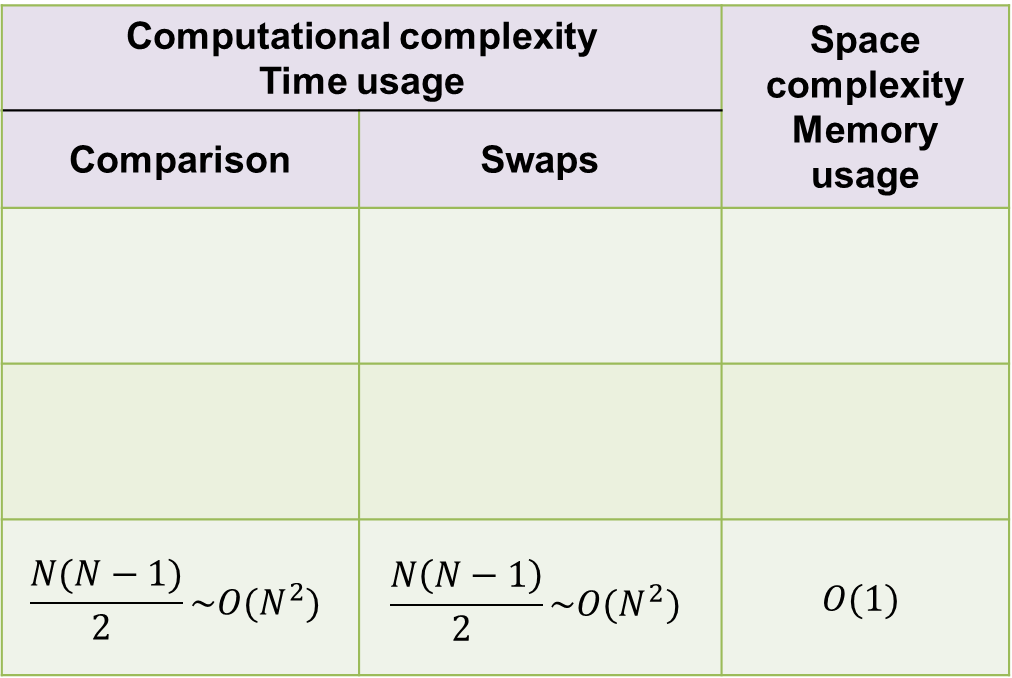 Computational complexity
Time usage
Space
complexity
Memory
usage
Comparison
Swaps
N(N − 1)/2 ~O(N²)
N(N − 1)/2 ~O(N²)
O(1)